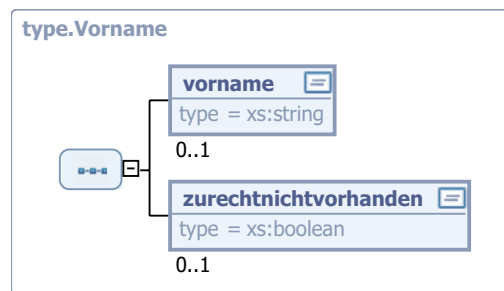 type.Vorname
vorname
type = xs:string
0..1
zurechtnichtvorhanden
type = xs:boolean
0..1